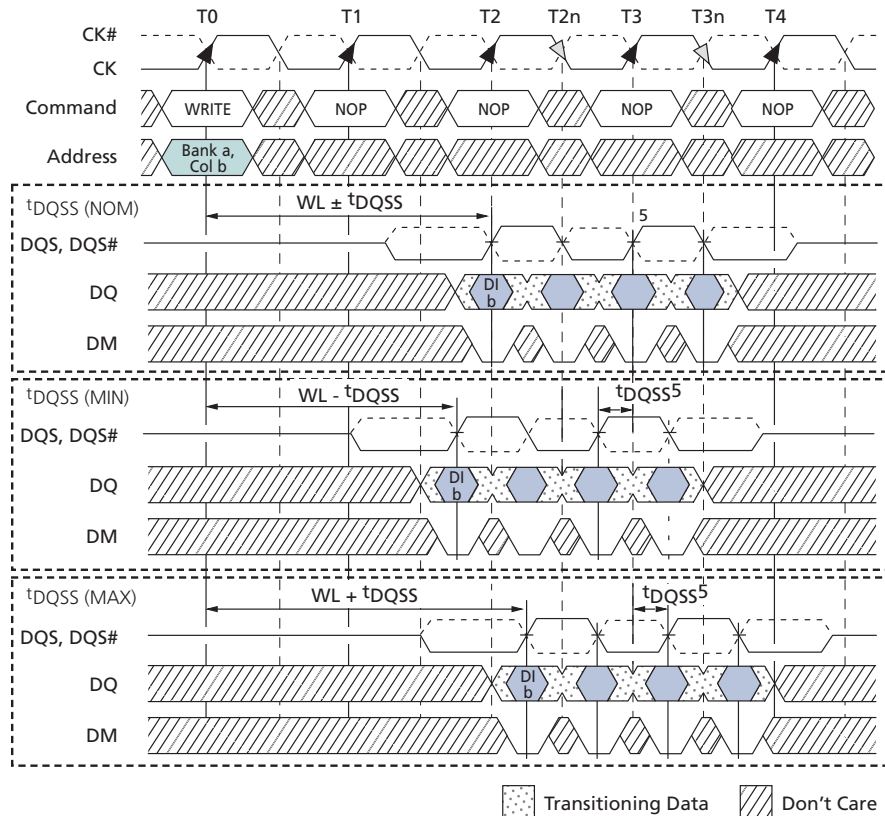 T0 T1 T2 T2n T3 T3n T4
CK#
CK
Command WRITE NOP NOP NOP NOP
Address Bank a,
Col b
tDQSS (NOM) WL ± tDQSS 5
DQS, DQS#
DQ DI
b
DM
tDQSS (MIN) WL - tDQSS tDQSS5
DQS, DQS#
DQ DI
b
DM
tDQSS (MAX) WL + tDQSS tDQSS5
DQS, DQS#
DQ DI
b
DM
Transitioning Data Don't Care